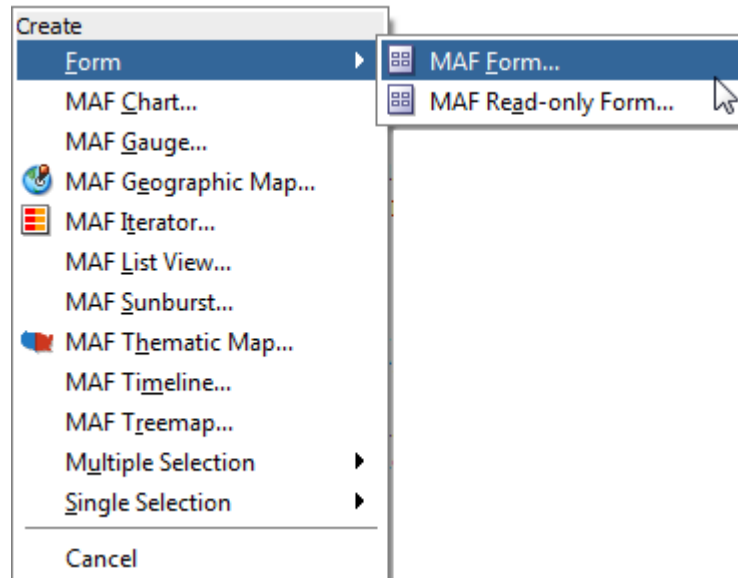 Create
Form
MAF Form...
MAF Chart...
MAF Read-only Form...
MAF Gauge...
MAF Geographic Map...
MAF Iterator...
MAF List View...
MAF Sunburst...
MAF Thematic Map...
MAF Timeline...
MAF Treemap...
Multiple Selection
Single Selection
Cancel